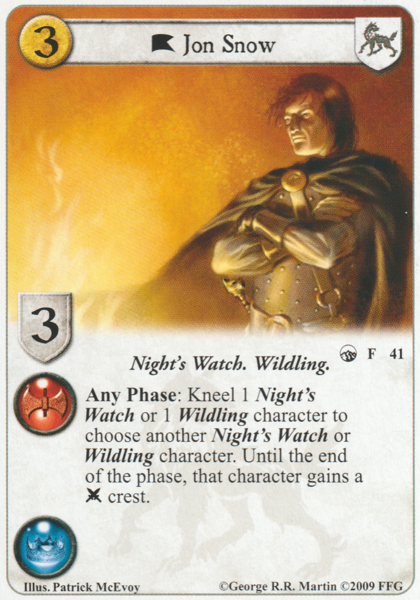 3
Jon Snow
3
Night's Watch. Wildling.
F 41
Any Phase: Kneel 1 Night's
Watch or 1 Wildling character to
choose another Night's Watch or
Wildling character. Until the end
of the phase, that character gains a
crest.
Illus. Patrick McEvoy
©George R.R. Martin ©2009 FFG